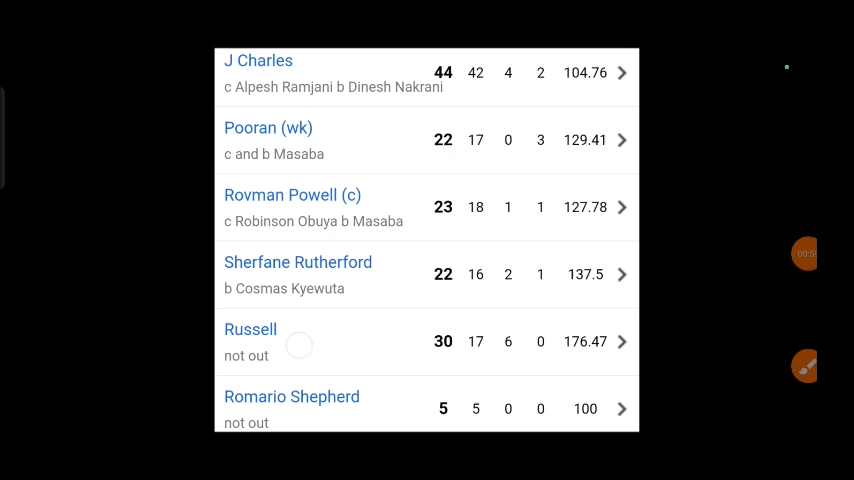 J Charles 44 42 4 2 104.76
c Alpesh Ramjani b Dinesh Nakrani
Pooran (wk) 22 17 0 3 129.41
c and b Masaba
Rovman Powell (c) 23 18 1 1 127.78
c Robinson Obuya b Masaba
Sherfane Rutherford 22 16 2 1 137.5
b Cosmas Kyewuta
Russell 30 17 6 0 176.47
not out
Romario Shepherd 5 5 0 0 100
not out